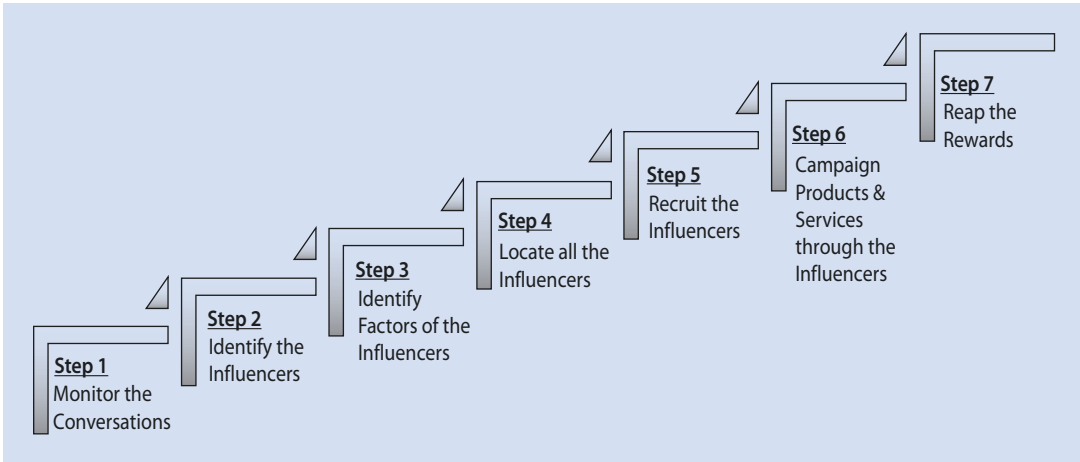 Step 1
Monitor the
Conversations
Step 2
Identify the
Influencers
Step 3
Identify
Factors of the
Influencers
Step 4
Locate all the
Influencers
Step 5
Recruit the
Influencers
Step 6
Campaign
Products &
Services
through the
Influencers
Step 7
Reap the
Rewards